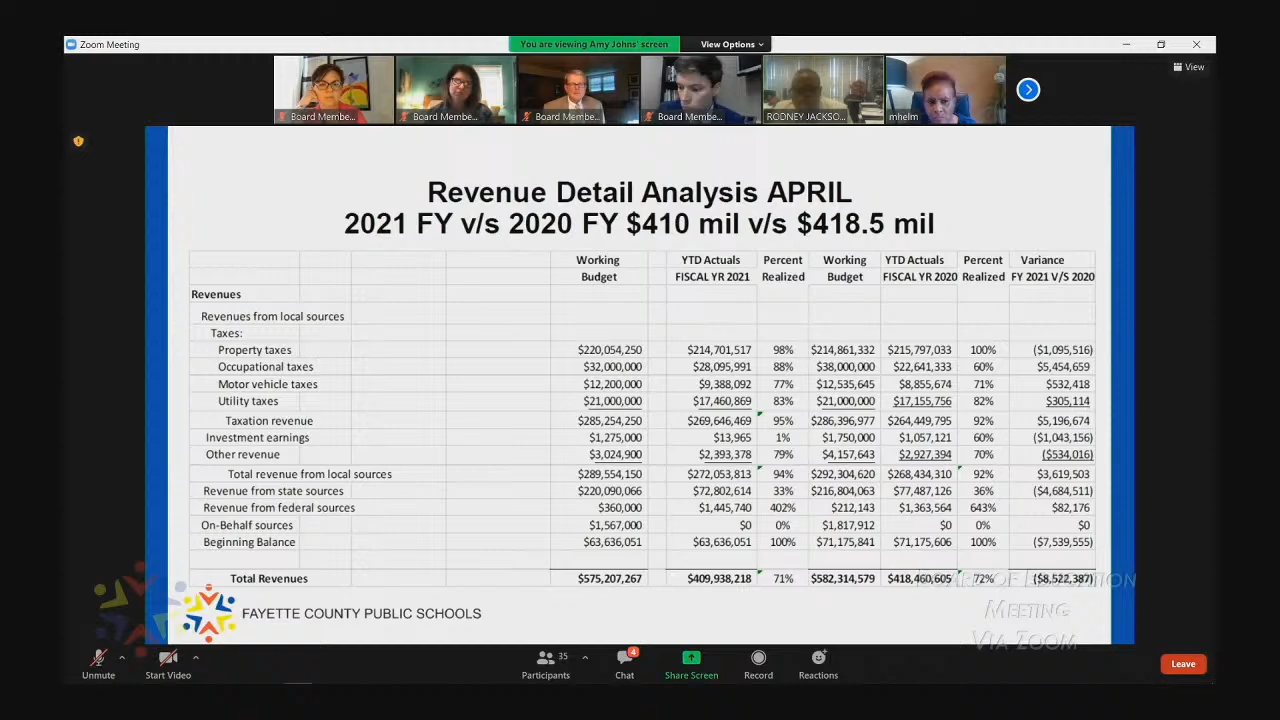 Zoom Meeting
You are viewing Amy Johns' screen View Options
View
Board Membe... Board Membe... Board Membe... Board Membe... RODNEY JACKSO... mhelm
Revenue Detail Analysis APRIL
2021 FY v/s 2020 FY $410 mil v/s $418.5 mil
Working YTD Actuals Percent Working YTD Actuals Percent Variance
Budget FISCAL YR 2021 Realized Budget FISCAL YR 2020 Realized FY 2021 V/S 2020
Revenues
Revenues from local sources
Taxes:
Property taxes $220,054,250 $214,701,517 98% $214,861,332 $215,797,033 100% ($1,095,516)
Occupational taxes $32,000,000 $28,095,991 88% $38,000,000 $22,641,333 60% $5,454,659
Motor vehicle taxes $12,200,000 $9,388,092 77% $12,535,645 $8,855,674 71% $532,418
Utility taxes $21,000,000 $17,460,869 83% $21,000,000 $17,155,756 82% $305,114
Taxation revenue $285,254,250 $269,646,469 95% $286,396,977 $264,449,795 92% $5,196,674
Investment earnings $1,275,000 $13,965 1% $1,750,000 $1,057,121 60% ($1,043,156)
Other revenue $3,024,900 $2,393,378 79% $4,157,643 $2,927,394 70% ($534,016)
Total revenue from local sources $289,554,150 $272,053,813 94% $292,304,620 $268,434,310 92% $3,619,503
Revenue from state sources $220,090,066 $72,802,614 33% $216,804,063 $77,487,126 36% ($4,684,511)
Revenue from federal sources $360,000 $1,445,740 402% $212,143 $1,363,564 643% $82,176
On-Behalf sources $1,567,000 $0 0% $1,817,912 $0 0% $0
Beginning Balance $63,636,051 $63,636,051 100% $71,175,841 $71,175,606 100% ($7,539,555)
Total Revenues $575,207,267 $409,938,218 71% $582,314,579 $418,460,605 72% ($8,522,387)
BOARD OF EDUCATION
MEETING
VIA ZOOM
FAYETTE COUNTY PUBLIC SCHOOLS
35 4
Unmute Start Video Participants Chat Share Screen Record Reactions Leave